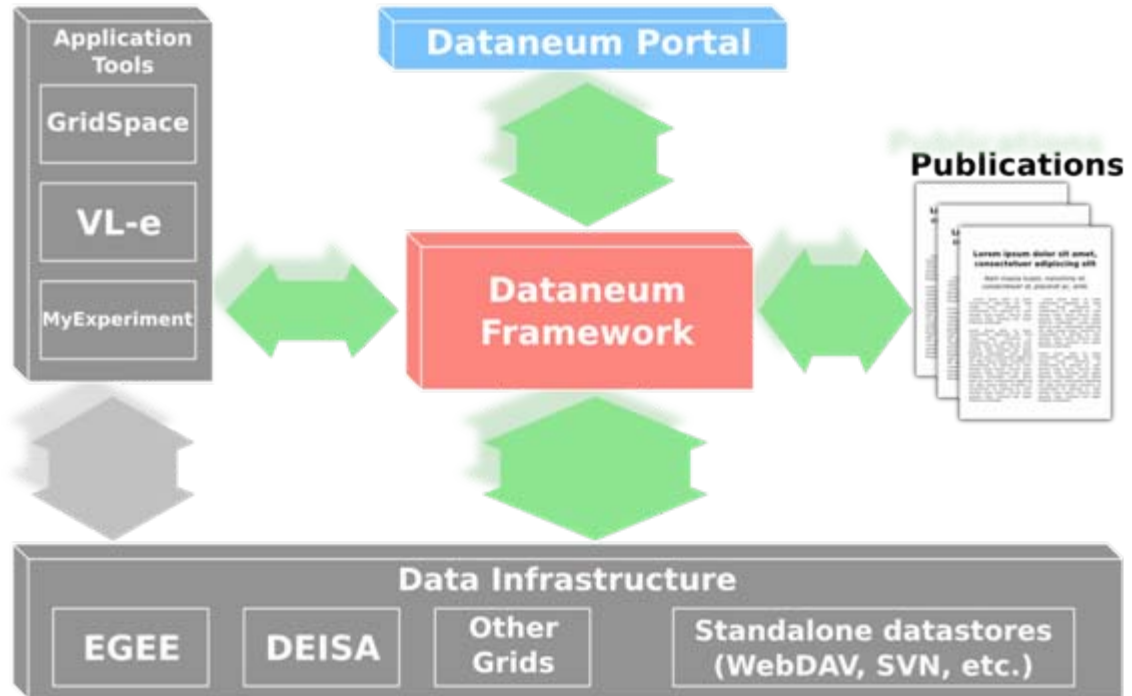 Application
Tools
GridSpace
VL-e
MyExperiment
Dataneum Portal
Dataneum
Framework
Publications
Lorem ipsum dolor sit amet,
consectetuer adipiscing elit
Data Infrastructure
EGEE
DEISA
Other
Grids
Standalone datastores
(WebDAV, SVN, etc.)